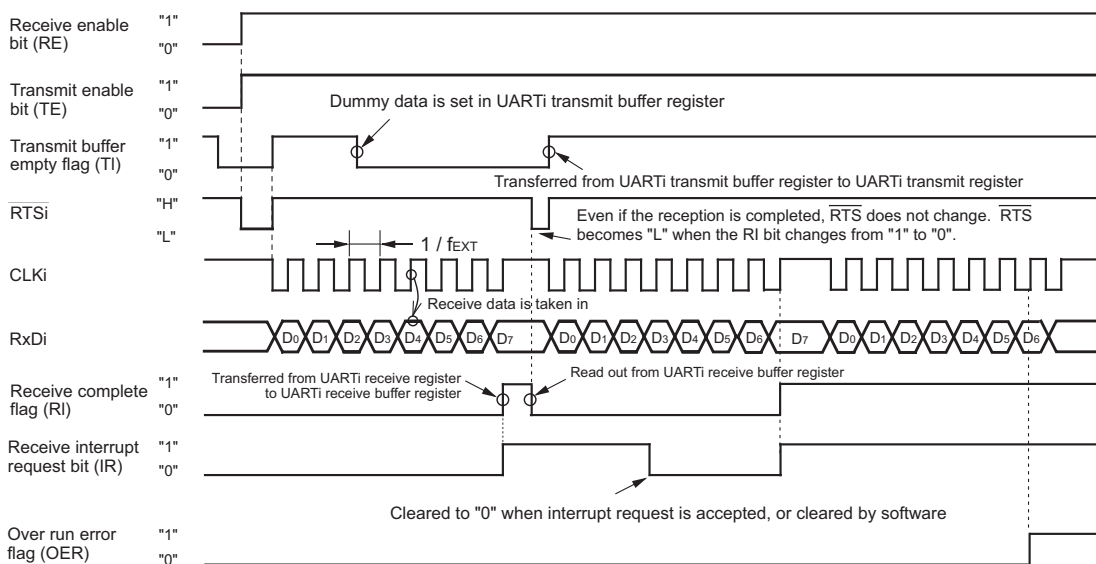 Receive enable
bit (RE)
"1"
"0"
Transmit enable
bit (TE)
"1"
"0"
Dummy data is set in UARTi transmit buffer register
Transmit buffer
empty flag (TI)
"1"
"0"
Transferred from UARTi transmit buffer register to UARTi transmit register
RTSi
"H"
"L"
Even if the reception is completed, RTS does not change. RTS
becomes "L" when the RI bit changes from "1" to "0".
1 / fEXT
CLKi
Receive data is taken in
RxDi
D0 D1 D2 D3 D4 D5 D6 D7 D0 D1 D2 D3 D4 D5 D6 D7 D0 D1 D2 D3 D4 D5 D6
Receive complete
flag (RI)
"1"
"0"
Transferred from UARTi receive register
to UARTi receive buffer register
Read out from UARTi receive buffer register
Receive interrupt
request bit (IR)
"1"
"0"
Cleared to "0" when interrupt request is accepted, or cleared by software
Over run error
flag (OER)
"1"
"0"